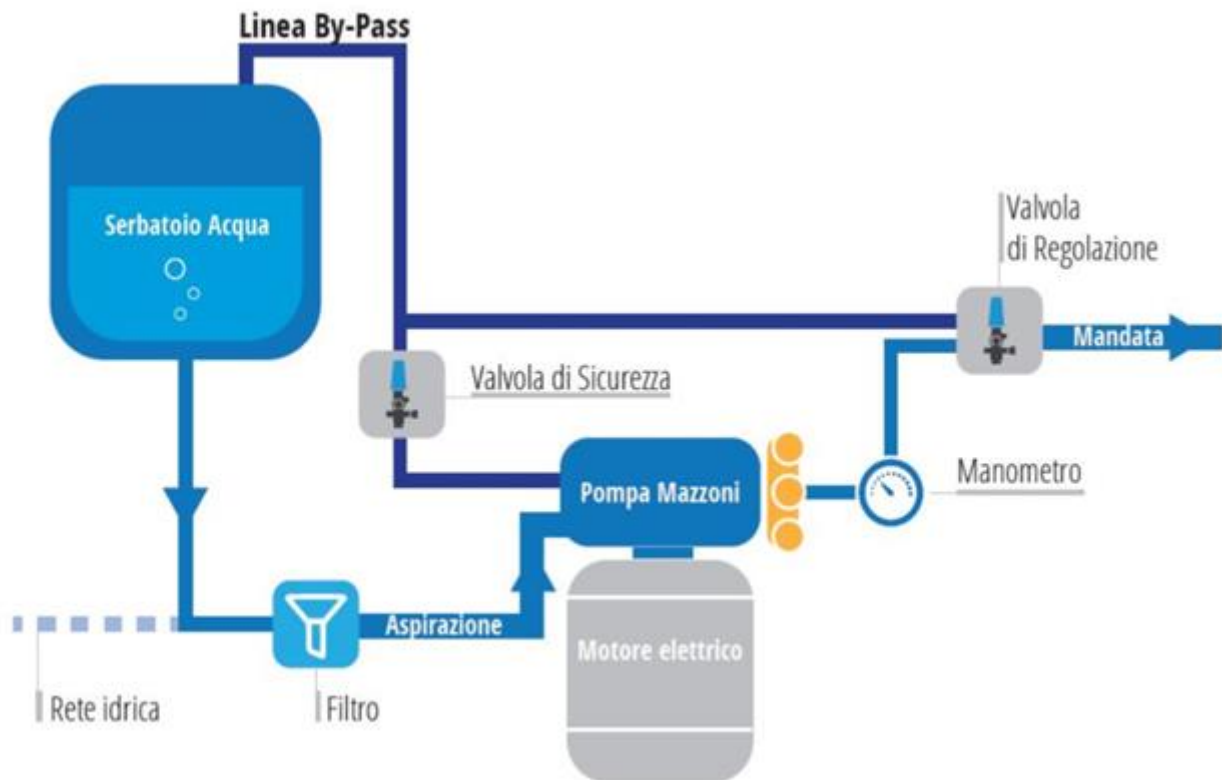 Linea By-Pass
Serbatoio Acqua
Valvola
di Regolazione
Mandata
Valvola di Sicurezza
Pompa Mazzoni
Manometro
Aspirazione
Motore elettrico
Rete idrica
Filtro